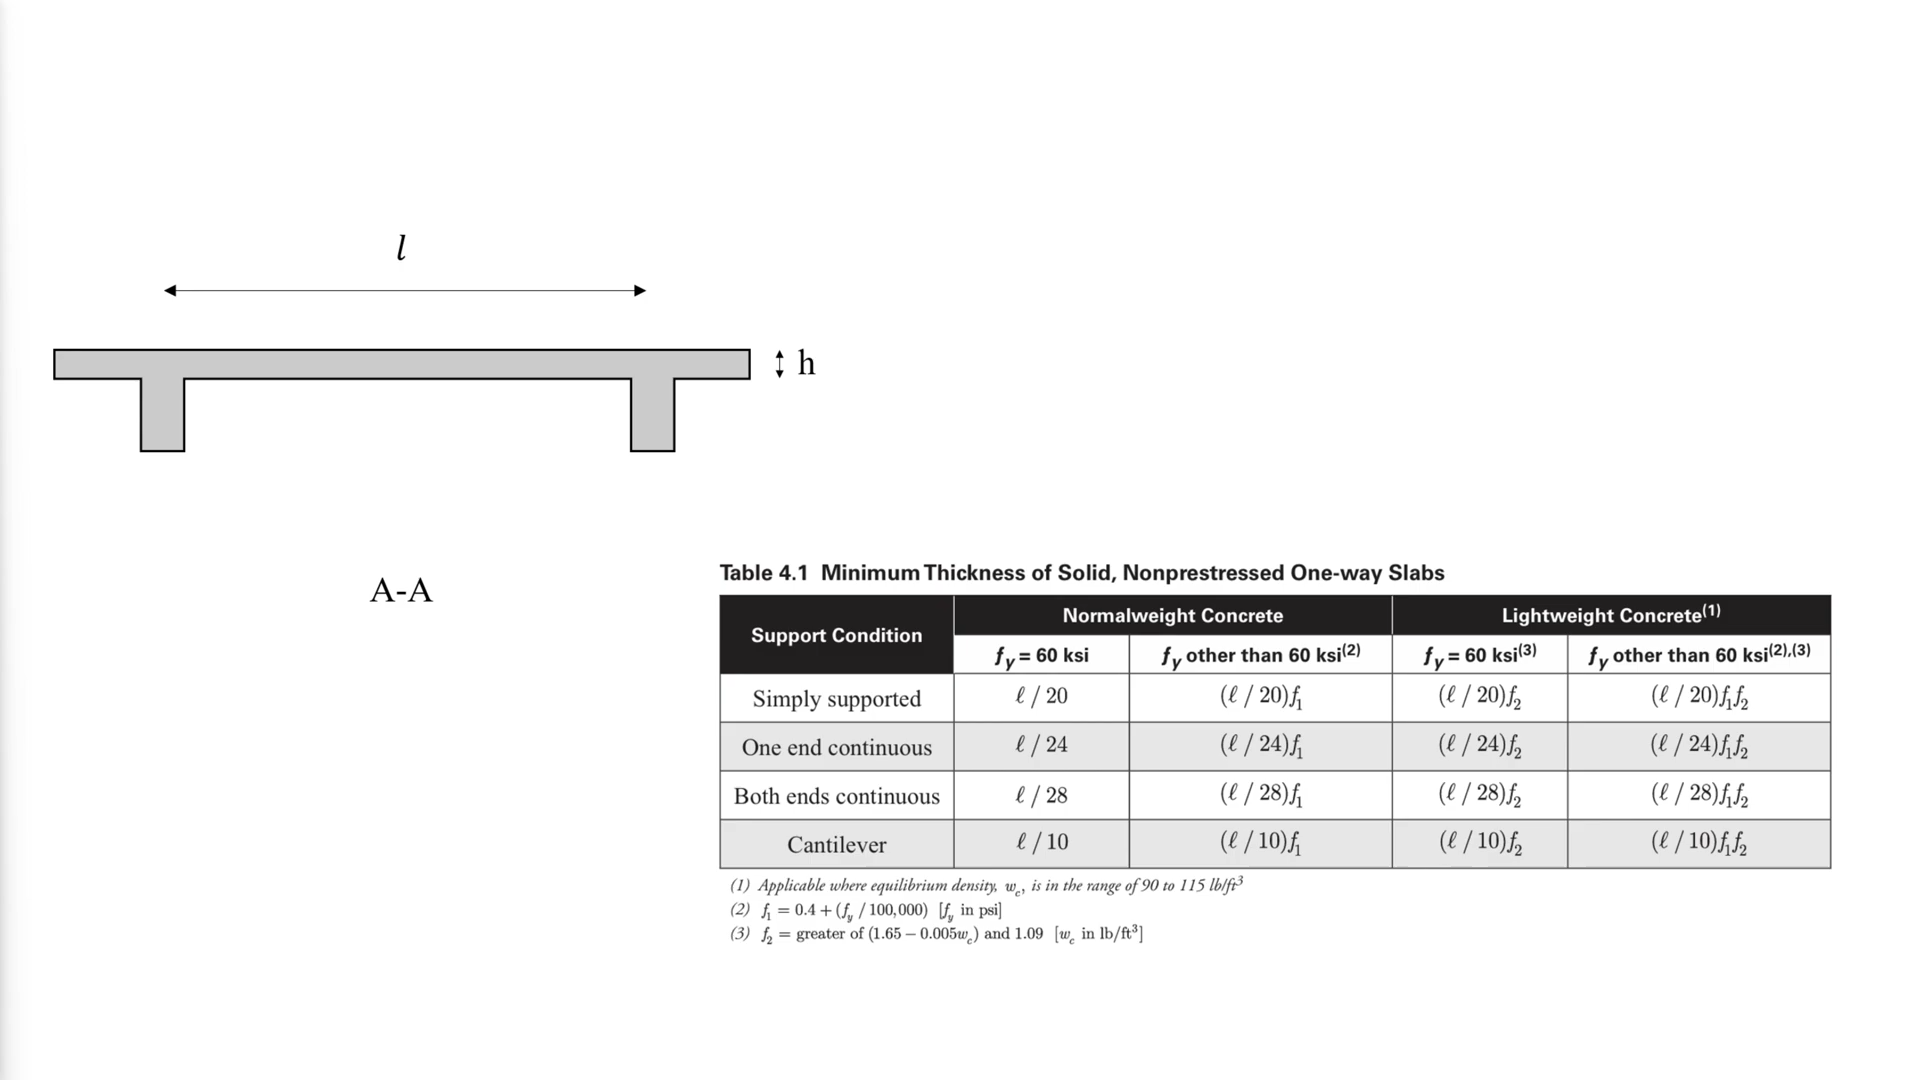 l
h
A-A
Table 4.1 Minimum Thickness of Solid, Nonprestressed One-way Slabs
Support Condition Normalweight Concrete Lightweight Concrete(1)
fy = 60 ksi fy other than 60 ksi(2) fy = 60 ksi(3) fy other than 60 ksi(2),(3)
Simply supported ℓ / 20 (ℓ / 20)f1 (ℓ / 20)f2 (ℓ / 20)f1f2
One end continuous ℓ / 24 (ℓ / 24)f1 (ℓ / 24)f2 (ℓ / 24)f1f2
Both ends continuous ℓ / 28 (ℓ / 28)f1 (ℓ / 28)f2 (ℓ / 28)f1f2
Cantilever ℓ / 10 (ℓ / 10)f1 (ℓ / 10)f2 (ℓ / 10)f1f2
(1) Applicable where equilibrium density, wc, is in the range of 90 to 115 lb/ft3
(2) f1 = 0.4 + (fy / 100,000) [fy in psi]
(3) f2 = greater of (1.65 – 0.005wc) and 1.09 [wc in lb/ft3]